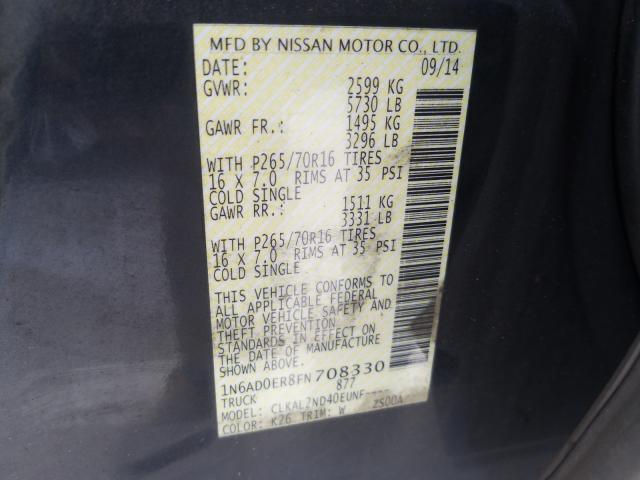 MFD BY NISSAN MOTOR CO., LTD.
DATE: 09/14
GVWR: 2599 KG
5730 LB
GAWR FR.: 1495 KG
3296 LB
WITH P265/70R16 TIRES
16 X 7.0 RIMS AT 35 PSI
COLD SINGLE
GAWR RR.: 1511 KG
3331 LB
WITH P265/70R16 TIRES
16 X 7.0 RIMS AT 35 PSI
COLD SINGLE
THIS VEHICLE CONFORMS TO
ALL APPLICABLE FEDERAL
MOTOR VEHICLE SAFETY AND
THEFT PREVENTION
STANDARDS IN EFFECT ON
THE DATE OF MANUFACTURE
SHOWN ABOVE.
1N6AD0ER8FN708330
TRUCK 877
MODEL: CLKALZND40EUNF----
COLOR: K26 TRIM: W ZS00A